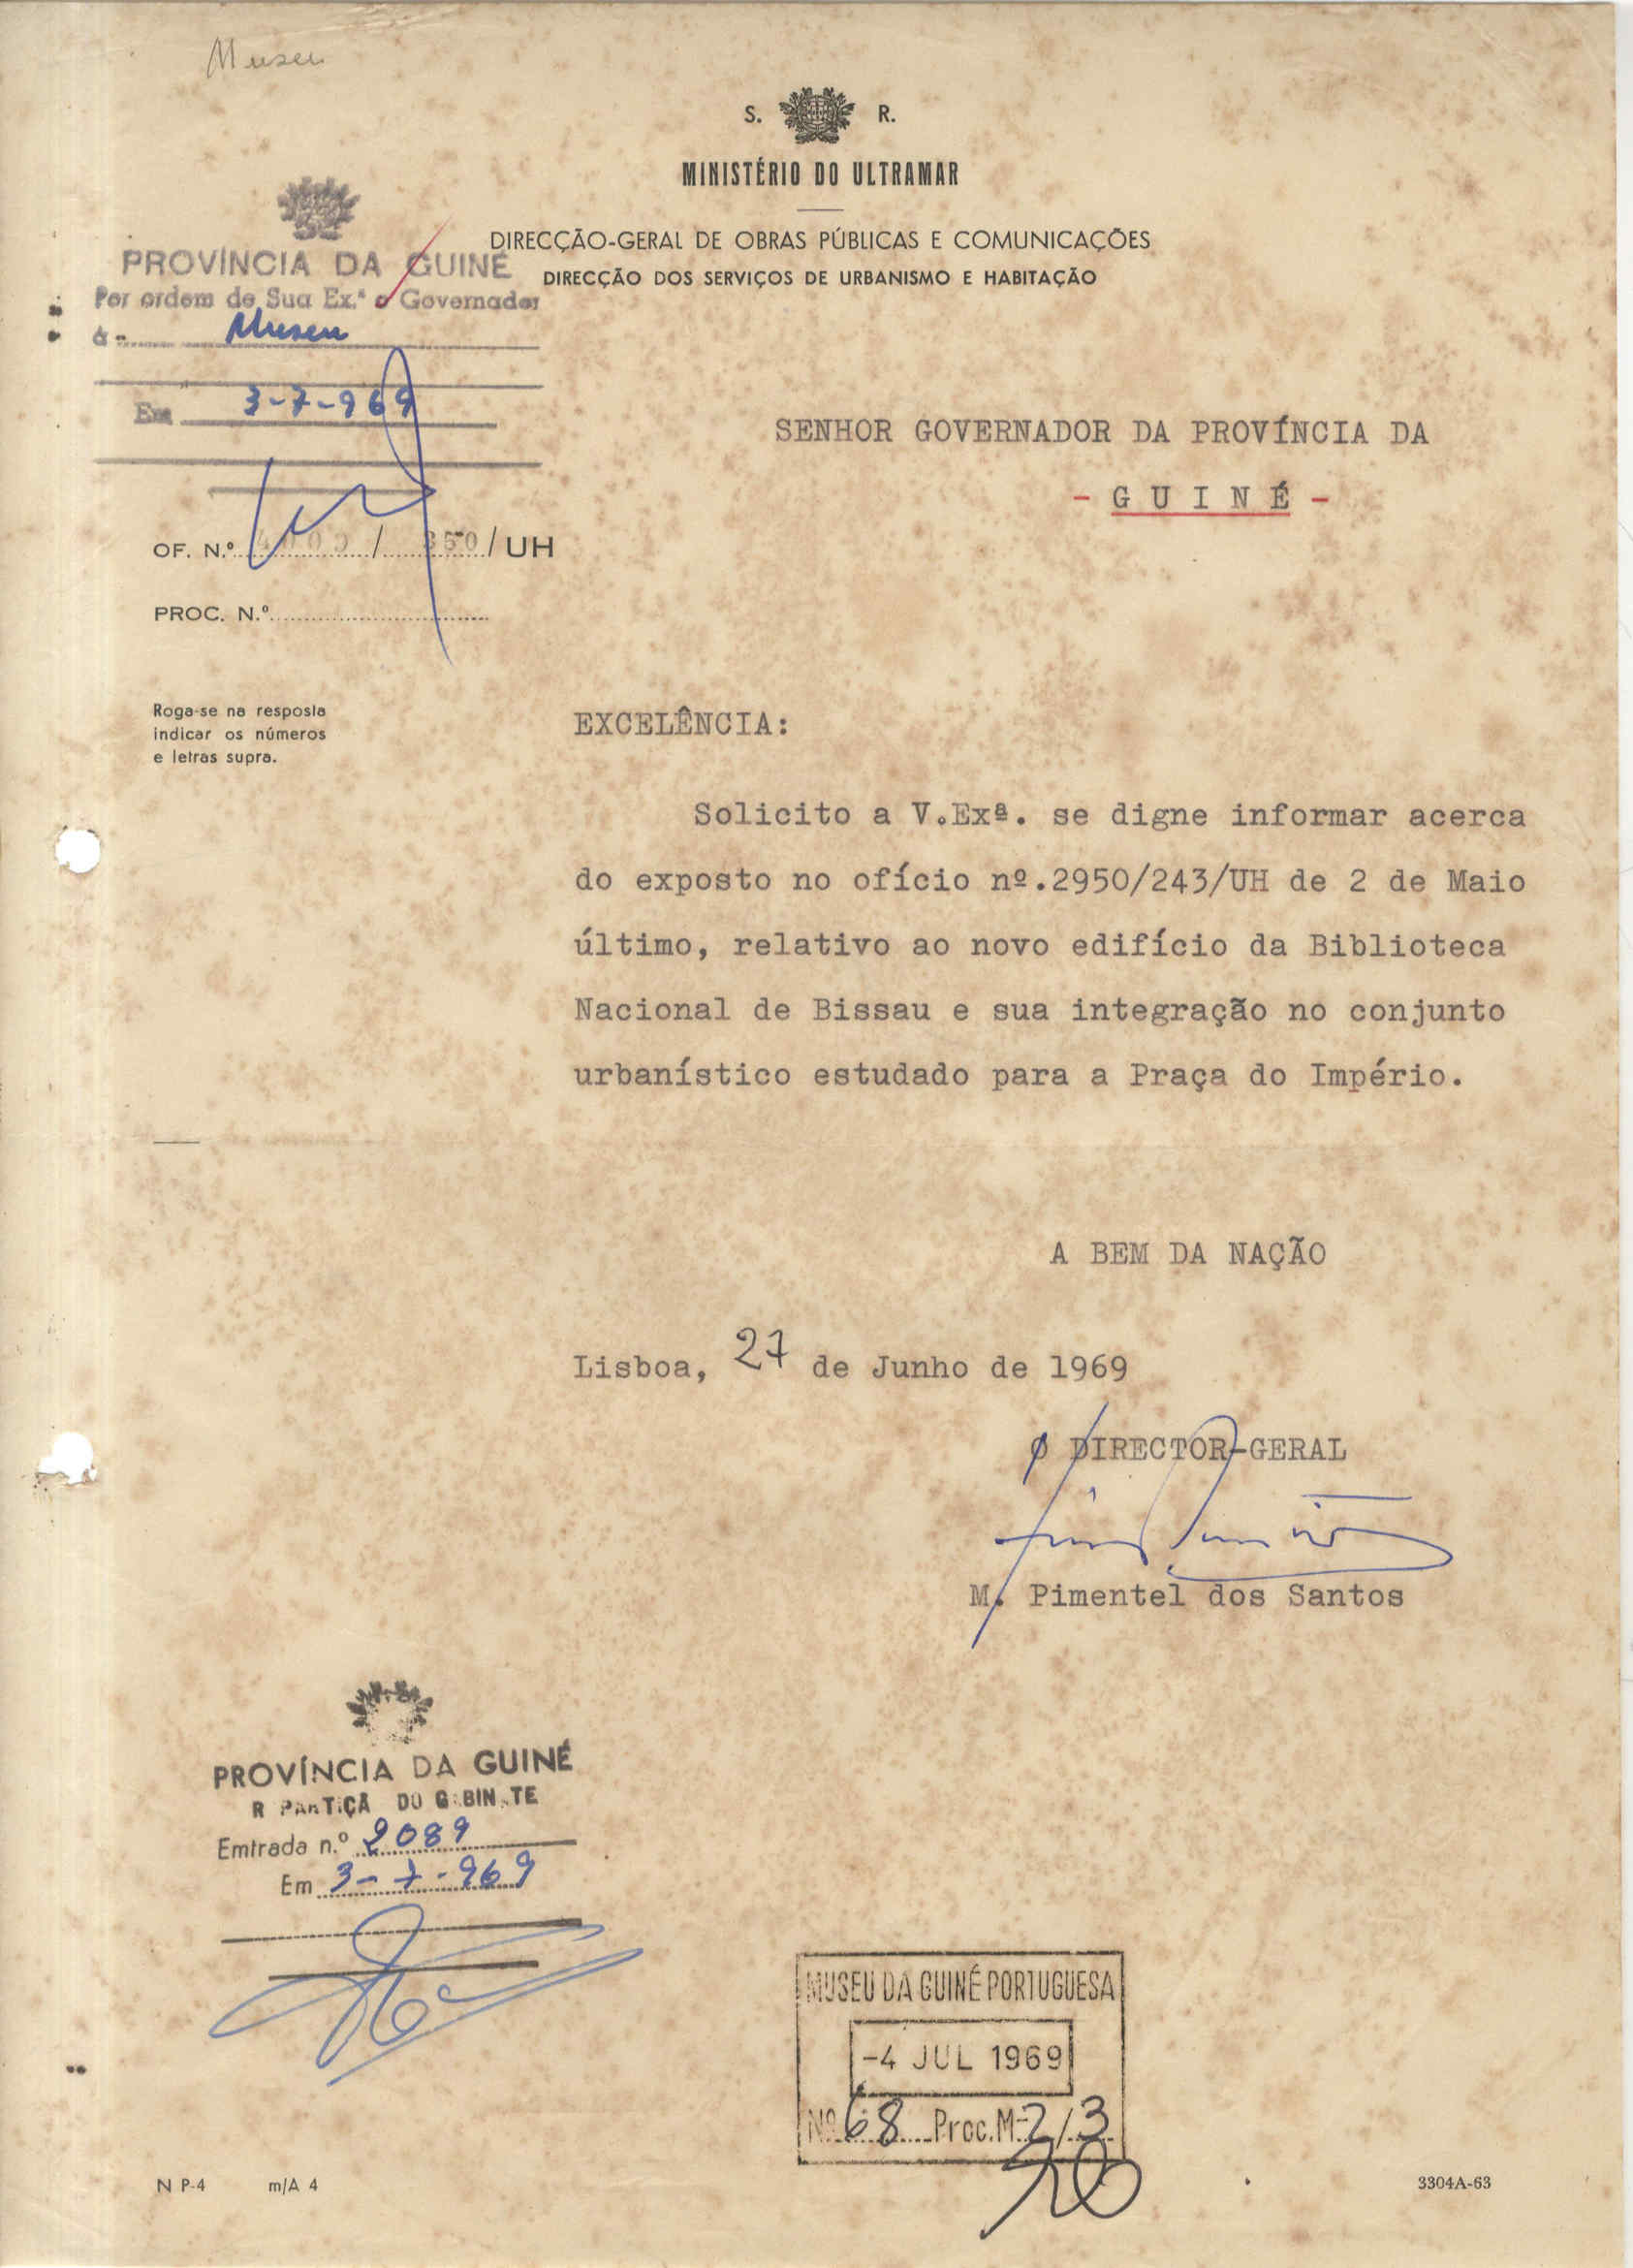 Museu
S. R.
MINISTÉRIO DO ULTRAMAR
DIRECÇÃO-GERAL DE OBRAS PÚBLICAS E COMUNICAÇÕES
DIRECÇÃO DOS SERVIÇOS DE URBANISMO E HABITAÇÃO
PROVÍNCIA DA GUINÉ
Por ordem de Sua Ex.ª o Governador
à - Museu
Em 3-7-969
SENHOR GOVERNADOR DA PROVÍNCIA DA
- G U I N É -
OF. N.º / 350 / UH
PROC. N.º
Roga-se na resposta
indicar os números
e letras supra.
EXCELÊNCIA:
Solicito a V.Exª. se digne informar acerca
do exposto no ofício nº.2950/243/UH de 2 de Maio
último, relativo ao novo edifício da Biblioteca
Nacional de Bissau e sua integração no conjunto
urbanístico estudado para a Praça do Império.
A BEM DA NAÇÃO
Lisboa, 27 de Junho de 1969
O DIRECTOR-GERAL
M. Pimentel dos Santos
PROVÍNCIA DA GUINÉ
R PARTIÇÃ DO G BIN TE
Emtrada n.º 2089
Em 3-7-969
MUSEU DA GUINÉ PORTUGUESA
-4 JUL 1969
Nº 68 Proc. M-2/3
N P-4 m/A 4
3304A-63